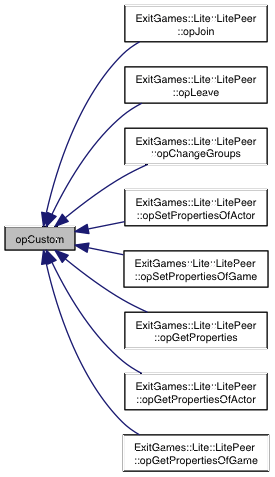 ExitGames::Lite::LitePeer
::opJoin
ExitGames::Lite::LitePeer
::opLeave
ExitGames::Lite::LitePeer
::opChangeGroups
ExitGames::Lite::LitePeer
::opSetPropertiesOfActor
opCustom
ExitGames::Lite::LitePeer
::opSetPropertiesOfGame
ExitGames::Lite::LitePeer
::opGetProperties
ExitGames::Lite::LitePeer
::opGetPropertiesOfActor
ExitGames::Lite::LitePeer
::opGetPropertiesOfGame